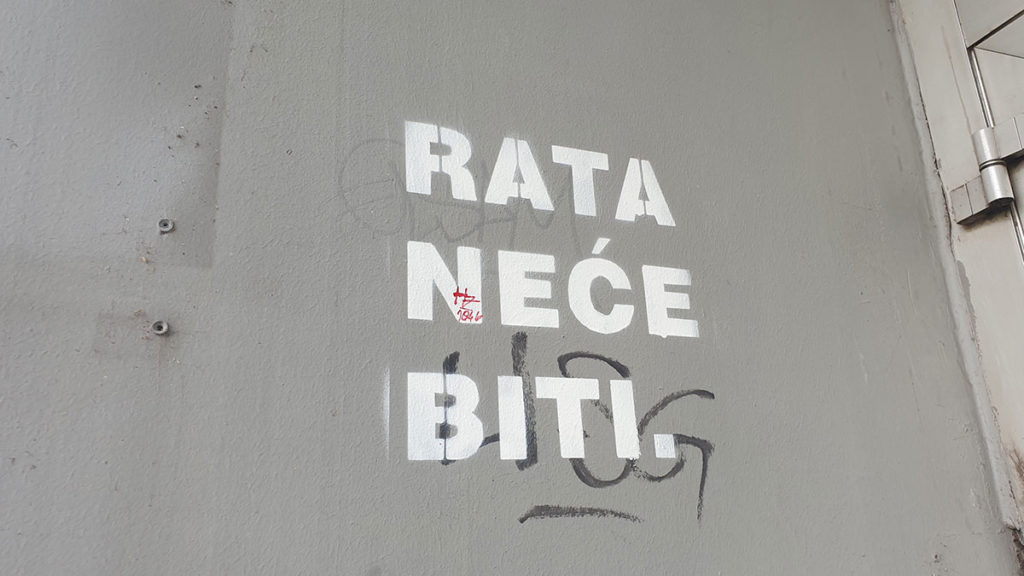 RATA
NEĆE
BITI.